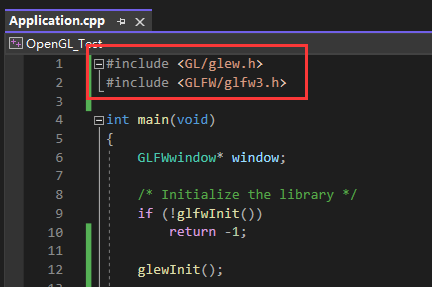 Application.cpp
OpenGL_Test
1 #include <GL/glew.h>
2 #include <GLFW/glfw3.h>
3
4 int main(void)
5 {
6 GLFWwindow* window;
7
8 /* Initialize the library */
9 if (!glfwInit())
10 return -1;
11
12 glewInit();